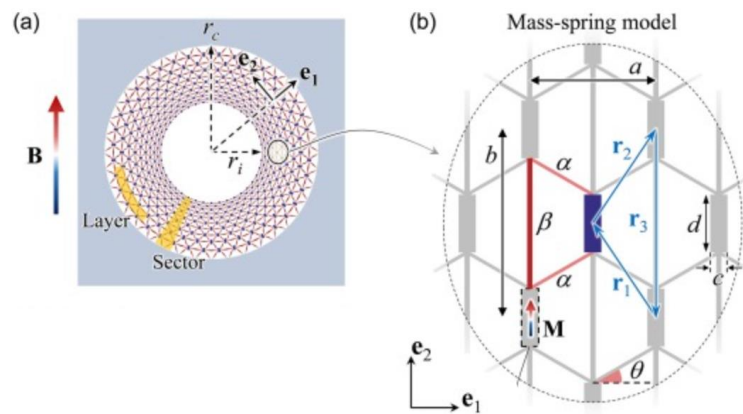 (a)
r_c
e_2
e_1
B
r_i
Layer
Sector
(b)
Mass-spring model
a
b
α
r_2
β
r_3
d
c
α
r_1
M
θ
e_2
e_1